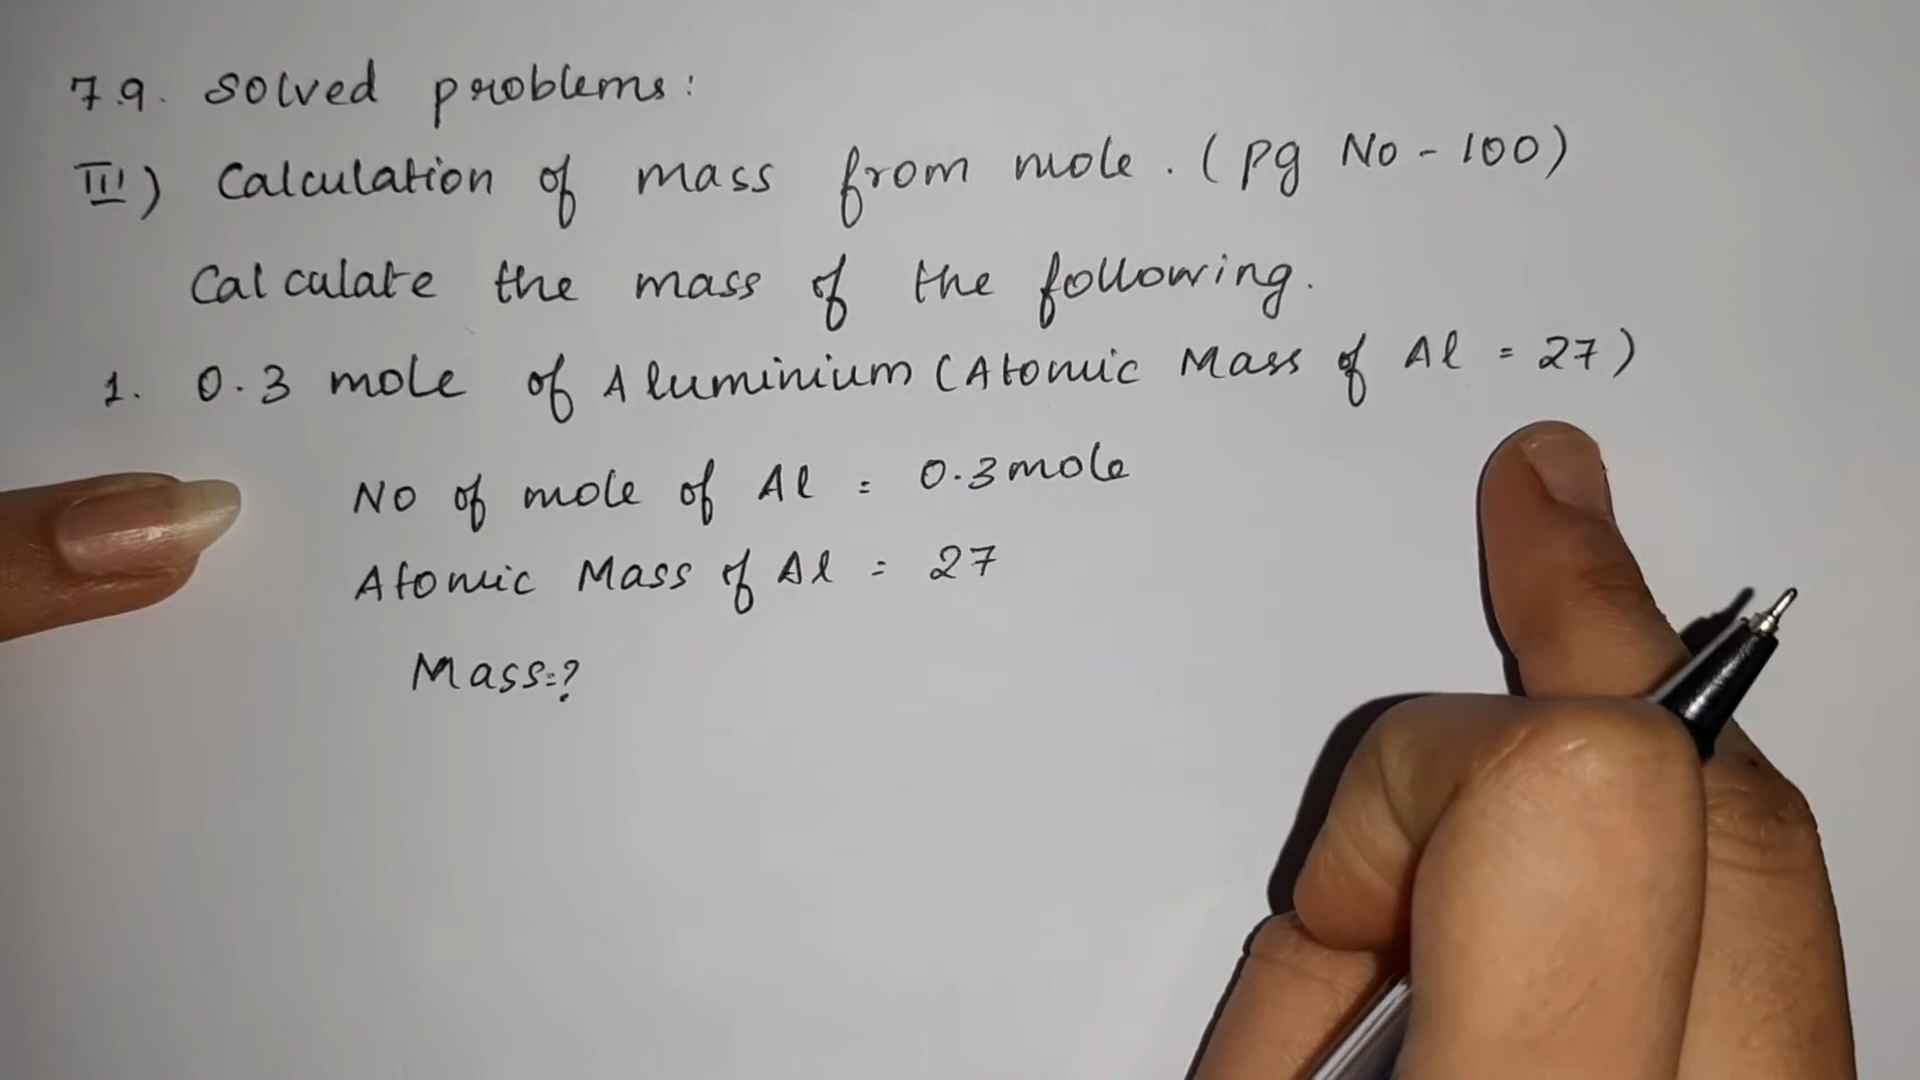 7.9. Solved problems:
III) Calculation of mass from mole. (pg No - 100)
Calculate the mass of the following.
1. 0.3 mole of Aluminium (Atomic Mass of Al = 27)
No of mole of Al = 0.3 mole
Atomic Mass of Al = 27
Mass=?